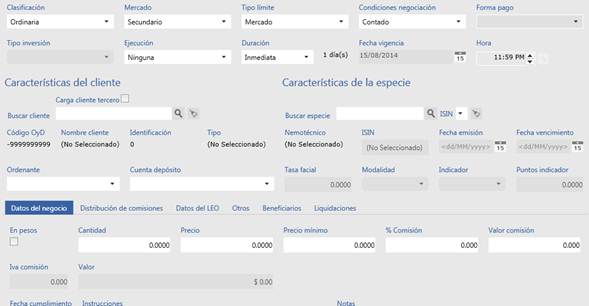 Clasificación Mercado Tipo límite Condiciones negociación Forma pago
Ordinaria Secundario Mercado Contado
Tipo inversión Ejecución Duración Fecha vigencia Hora
Ninguna Inmediata 1 día(s) 15/08/2014 15 11:59 PM
Características del cliente Características de la especie
Carga cliente tercero
Buscar cliente Buscar especie ISIN
Código OyD Nombre cliente Identificación Tipo Nemotécnico ISIN Fecha emisión Fecha vencimiento
-9999999999 (No Seleccionado) 0 (No Seleccionado) (No Seleccionado) (No Seleccionado) <dd/MM/yyyy> 15 <dd/MM/yyyy> 15
Ordenante Cuenta depósito Tasa facial Modalidad Indicador Puntos indicador
0.0000 0.0000
Datos del negocio Distribución de comisiones Datos del LEO Otros Beneficiarios Liquidaciones
En pesos Cantidad Precio Precio mínimo % Comisión Valor comisión
0.0000 0.0000 0.0000 0.0000 0.0000
Iva comisión Valor
0.000 $ 0.00
Fecha cumplimiento Instrucciones Notas